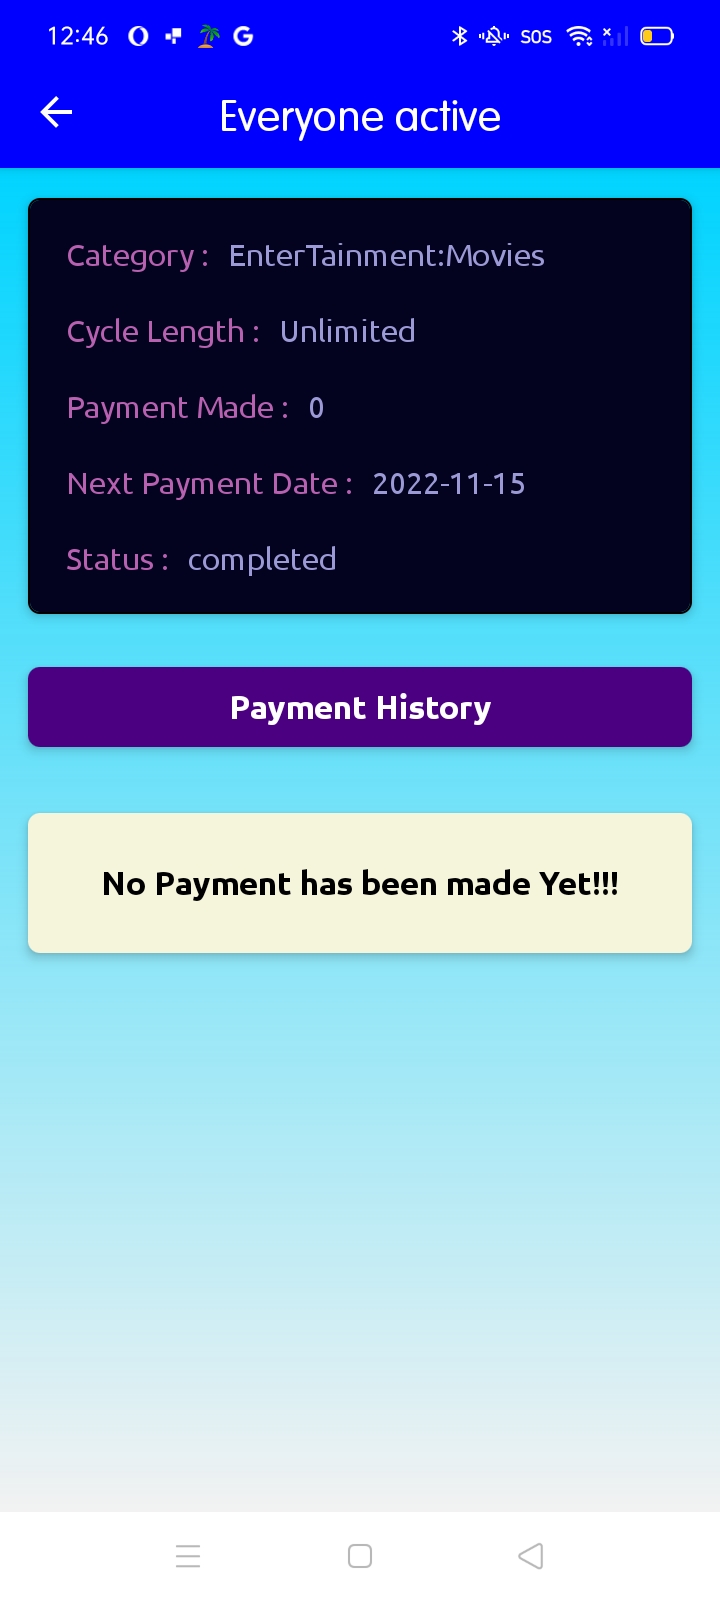 12:46 SOS
Everyone active
Category : EnterTainment:Movies
Cycle Length : Unlimited
Payment Made : 0
Next Payment Date : 2022-11-15
Status : completed
Payment History
No Payment has been made Yet!!!